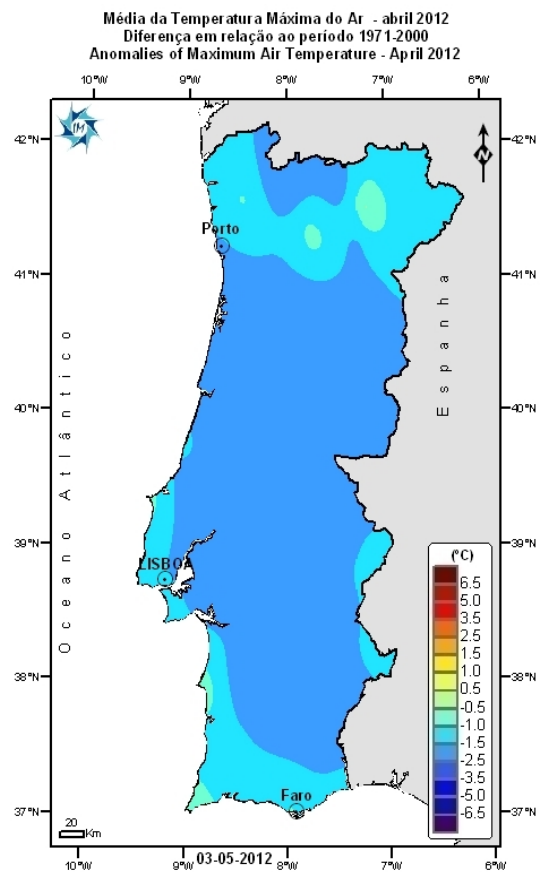 Média da Temperatura Máxima do Ar - abril 2012
Diferença em relação ao período 1971-2000
Anomalies of Maximum Air Temperature - April 2012
10°W 9°W 8°W 7°W 6°W
IM
N
42°N 42°N
Porto
41°N 41°N
Espanha
Oceano Atlântico
40°N 40°N
39°N 39°N
LISBOA
(°C)
6.5
5.0
3.5
2.5
1.5
1.0
0.5
-0.5
-1.0
-1.5
-2.5
-3.5
-5.0
-6.5
38°N 38°N
Faro
37°N 37°N
20
Km
03-05-2012
10°W 9°W 8°W 7°W 6°W